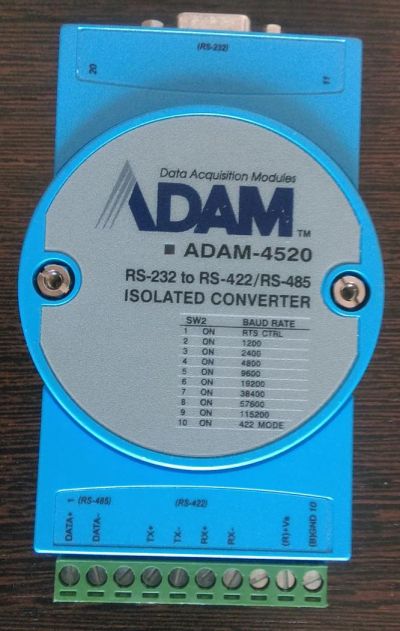 (RS-232)
20
11
Data Acquisition Modules
ADAM TM
ADAM-4520
RS-232 to RS-422/RS-485
ISOLATED CONVERTER
SW2 BAUD RATE
1 ON RTS CTRL
2 ON 1200
3 ON 2400
4 ON 4800
5 ON 9600
6 ON 19200
7 ON 38400
8 ON 57600
9 ON 115200
10 ON 422 MODE
1 (RS-485) (RS-422)
DATA+ DATA- TX+ TX- RX+ RX- (R)+Vs (B)GND 10